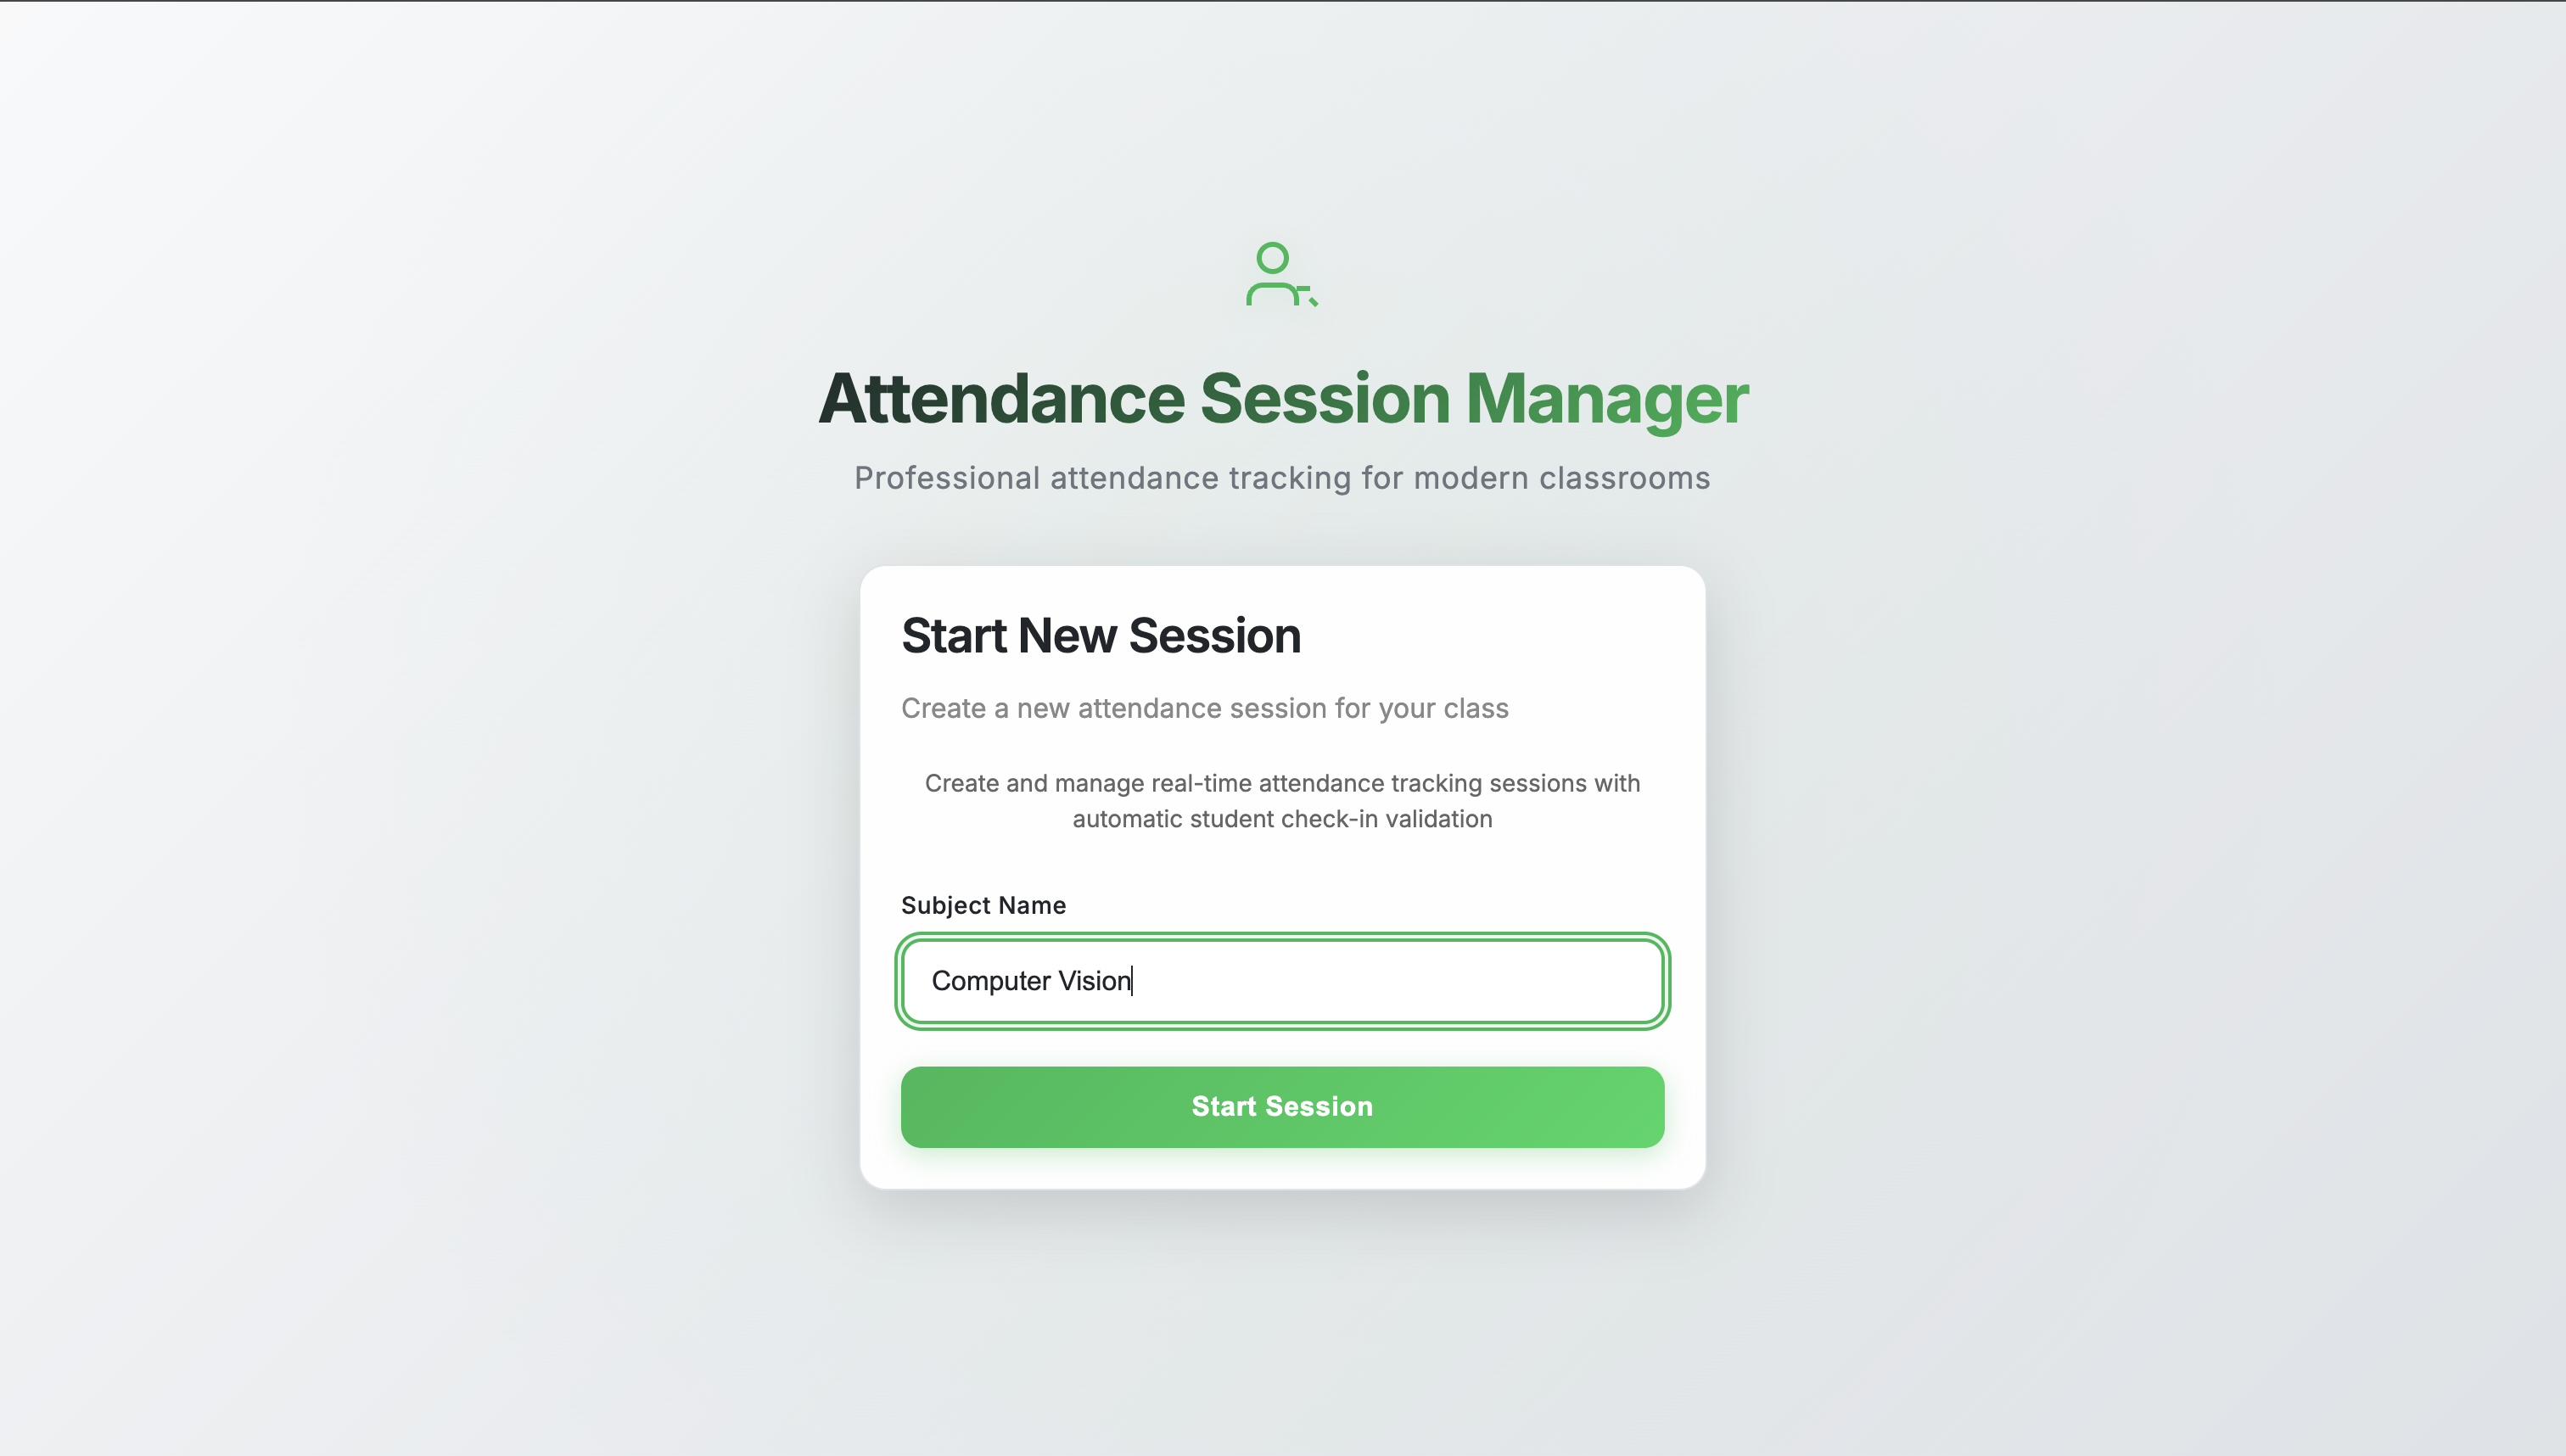 Attendance Session Manager
Professional attendance tracking for modern classrooms
Start New Session
Create a new attendance session for your class
Create and manage real-time attendance tracking sessions with
automatic student check-in validation
Subject Name
Computer Vision
Start Session